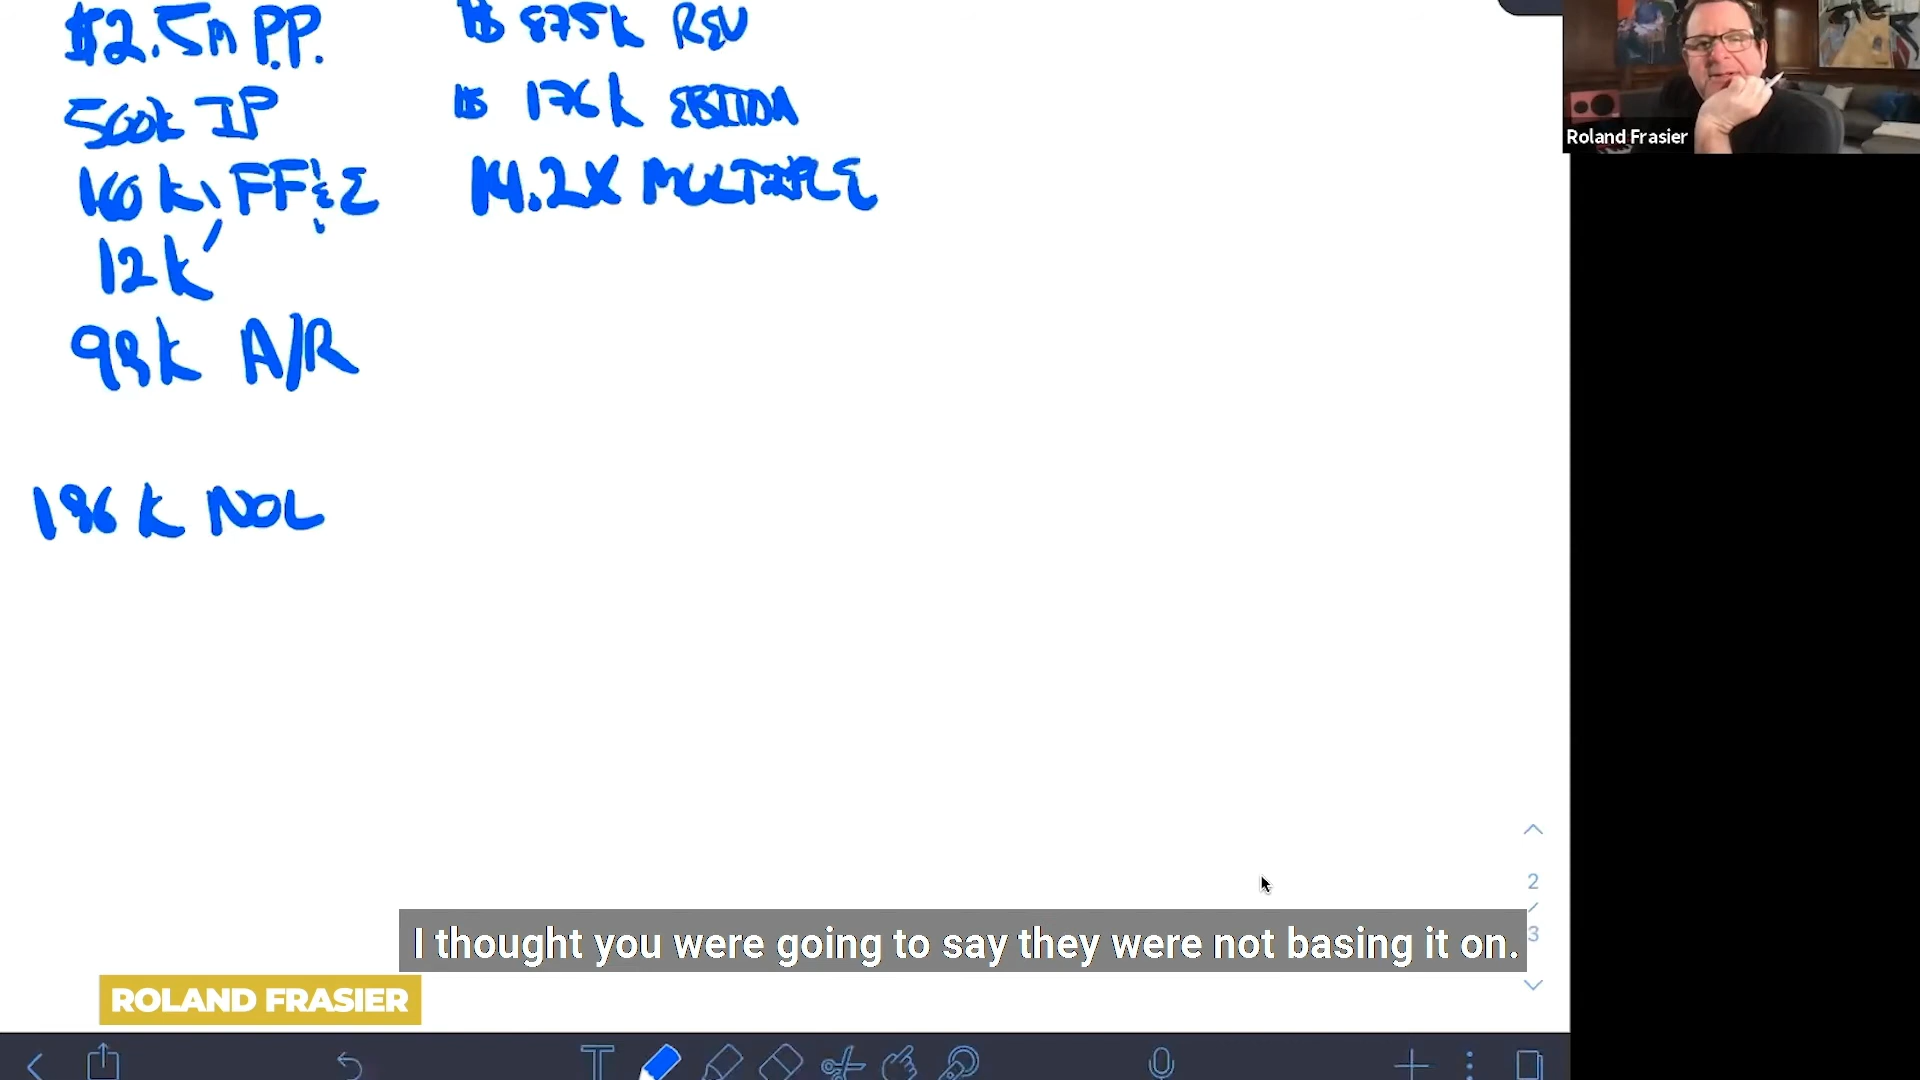 $2.5m P.P.
500k IP
160k, FF&E
12k
98k A/R
196k NOL
875k REV
176k EBITDA
14.2X MULTIPLE
Roland Frasier
2
3
I thought you were going to say they were not basing it on.
ROLAND FRASIER
T